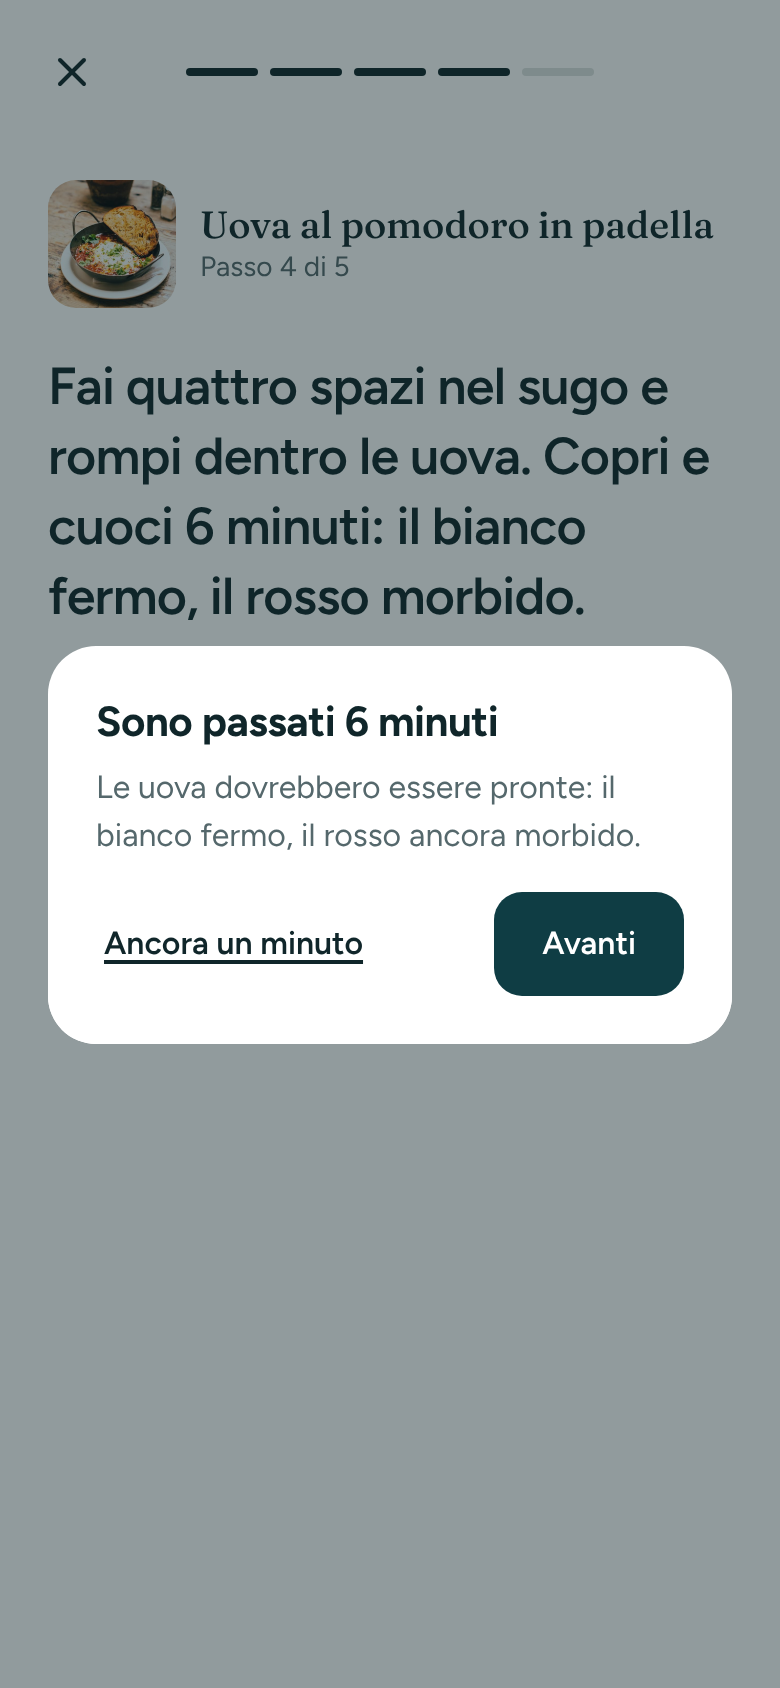 Uova al pomodoro in padella
Passo 4 di 5
Fai quattro spazi nel sugo e
rompi dentro le uova. Copri e
cuoci 6 minuti: il bianco
fermo, il rosso morbido.
Sono passati 6 minuti
Le uova dovrebbero essere pronte: il
bianco fermo, il rosso ancora morbido.
Ancora un minuto
Avanti